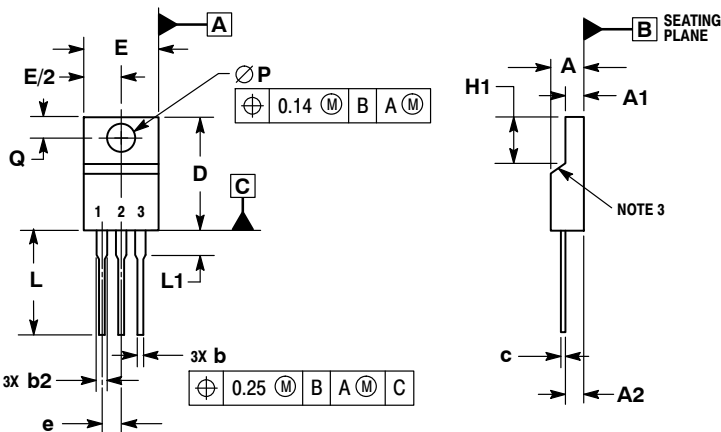 E
A
B SEATING
PLANE
E/2
Ø P
A
H1
A1
⌖ 0.14 Ⓜ B A Ⓜ
Q
D
C
NOTE 3
1 2 3
L
L1
3X b
c
3X b2
⌖ 0.25 Ⓜ B A Ⓜ C
A2
e